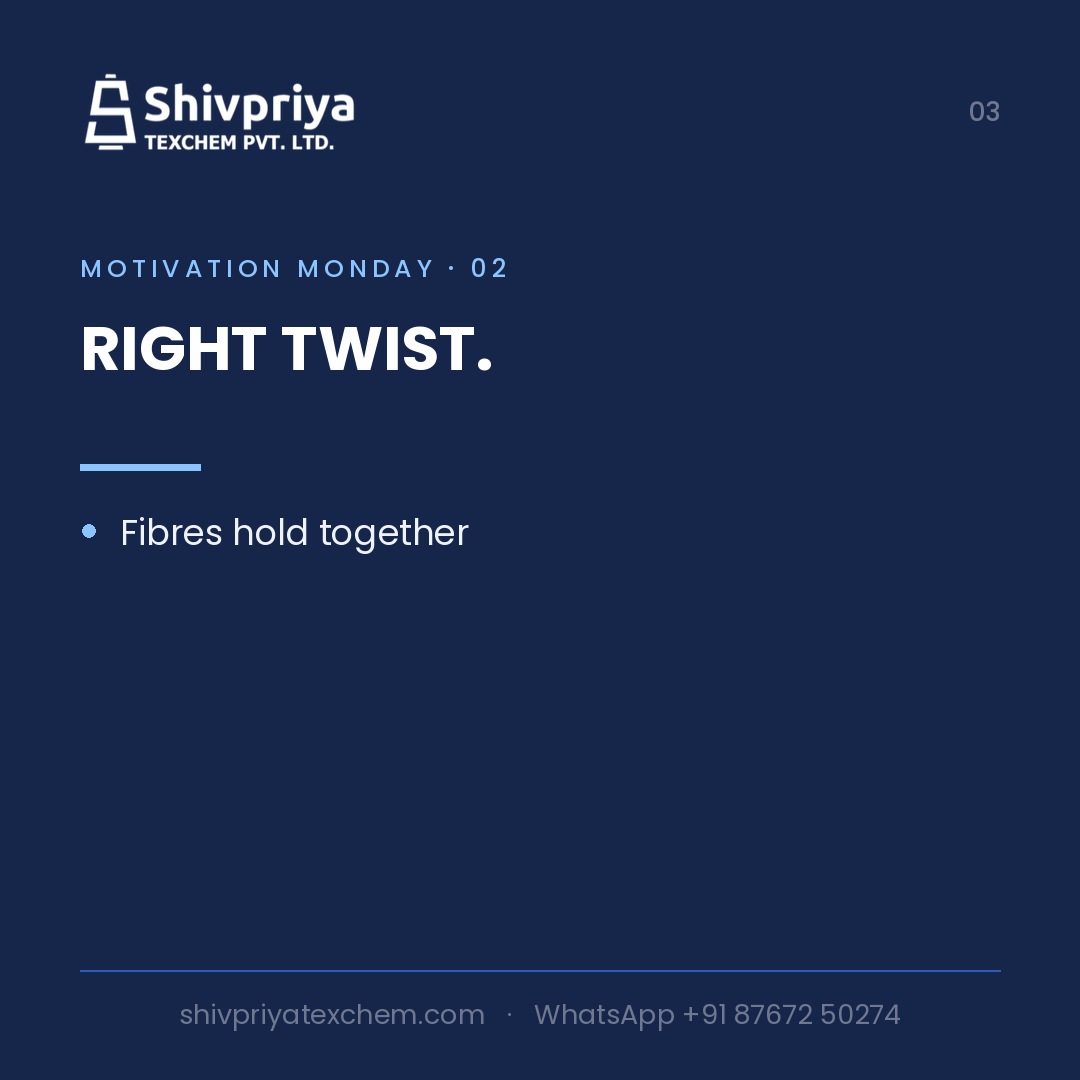 Shivpriya
TEXCHEM PVT. LTD.
03
MOTIVATION MONDAY · 02
RIGHT TWIST.
• Fibres hold together
shivpriyatexchem.com · WhatsApp +91 87672 50274